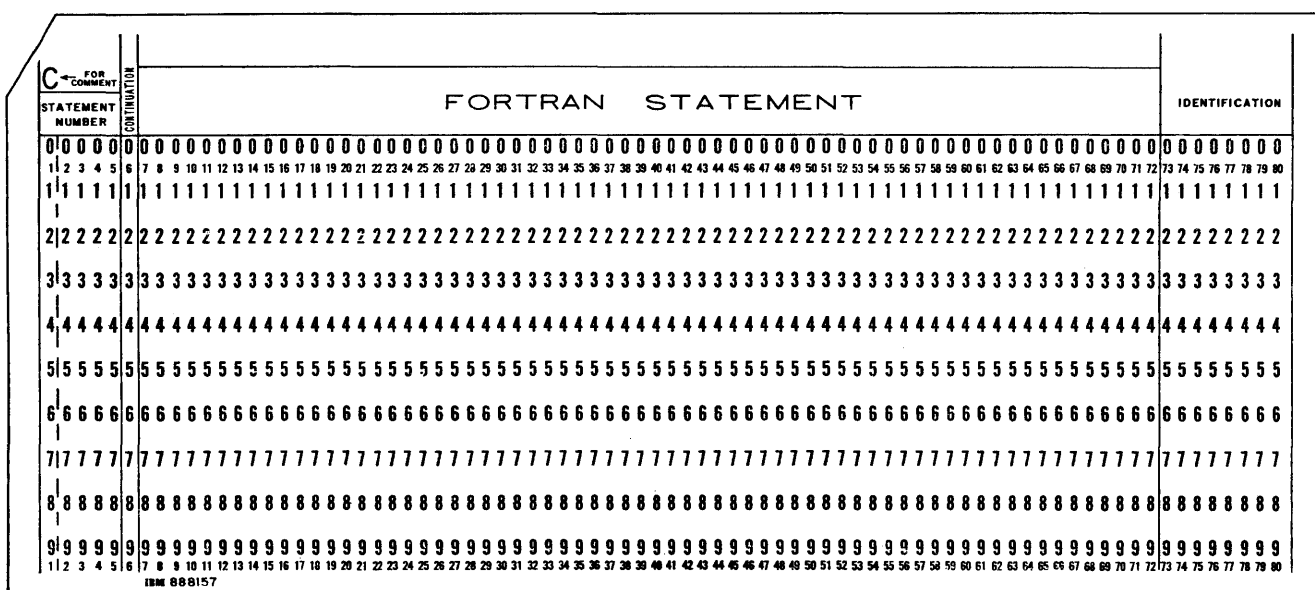 C ← FOR
COMMENT
STATEMENT
NUMBER
CONTINUATION
FORTRAN STATEMENT
IDENTIFICATION
0 0 0 0 0 0 0 0 0 0 0 0 0 0 0 0 0 0 0 0 0 0 0 0 0 0 0 0 0 0 0 0 0 0 0 0 0 0 0 0 0 0 0 0 0 0 0 0 0 0 0 0 0 0 0 0 0 0 0 0 0 0 0 0 0 0 0 0 0 0 0 0 0 0 0 0 0 0 0 0
1 2 3 4 5 6 7 8 9 10 11 12 13 14 15 16 17 18 19 20 21 22 23 24 25 26 27 28 29 30 31 32 33 34 35 36 37 38 39 40 41 42 43 44 45 46 47 48 49 50 51 52 53 54 55 56 57 58 59 60 61 62 63 64 65 66 67 68 69 70 71 72 73 74 75 76 77 78 79 80
1 1 1 1 1 1 1 1 1 1 1 1 1 1 1 1 1 1 1 1 1 1 1 1 1 1 1 1 1 1 1 1 1 1 1 1 1 1 1 1 1 1 1 1 1 1 1 1 1 1 1 1 1 1 1 1 1 1 1 1 1 1 1 1 1 1 1 1 1 1 1 1 1 1 1 1 1 1 1 1
2 2 2 2 2 2 2 2 2 2 2 2 2 2 2 2 2 2 2 2 2 2 2 2 2 2 2 2 2 2 2 2 2 2 2 2 2 2 2 2 2 2 2 2 2 2 2 2 2 2 2 2 2 2 2 2 2 2 2 2 2 2 2 2 2 2 2 2 2 2 2 2 2 2 2 2 2 2 2 2
3 3 3 3 3 3 3 3 3 3 3 3 3 3 3 3 3 3 3 3 3 3 3 3 3 3 3 3 3 3 3 3 3 3 3 3 3 3 3 3 3 3 3 3 3 3 3 3 3 3 3 3 3 3 3 3 3 3 3 3 3 3 3 3 3 3 3 3 3 3 3 3 3 3 3 3 3 3 3 3
4 4 4 4 4 4 4 4 4 4 4 4 4 4 4 4 4 4 4 4 4 4 4 4 4 4 4 4 4 4 4 4 4 4 4 4 4 4 4 4 4 4 4 4 4 4 4 4 4 4 4 4 4 4 4 4 4 4 4 4 4 4 4 4 4 4 4 4 4 4 4 4 4 4 4 4 4 4 4 4
5 5 5 5 5 5 5 5 5 5 5 5 5 5 5 5 5 5 5 5 5 5 5 5 5 5 5 5 5 5 5 5 5 5 5 5 5 5 5 5 5 5 5 5 5 5 5 5 5 5 5 5 5 5 5 5 5 5 5 5 5 5 5 5 5 5 5 5 5 5 5 5 5 5 5 5 5 5 5 5
6 6 6 6 6 6 6 6 6 6 6 6 6 6 6 6 6 6 6 6 6 6 6 6 6 6 6 6 6 6 6 6 6 6 6 6 6 6 6 6 6 6 6 6 6 6 6 6 6 6 6 6 6 6 6 6 6 6 6 6 6 6 6 6 6 6 6 6 6 6 6 6 6 6 6 6 6 6 6 6
7 7 7 7 7 7 7 7 7 7 7 7 7 7 7 7 7 7 7 7 7 7 7 7 7 7 7 7 7 7 7 7 7 7 7 7 7 7 7 7 7 7 7 7 7 7 7 7 7 7 7 7 7 7 7 7 7 7 7 7 7 7 7 7 7 7 7 7 7 7 7 7 7 7 7 7 7 7 7 7
8 8 8 8 8 8 8 8 8 8 8 8 8 8 8 8 8 8 8 8 8 8 8 8 8 8 8 8 8 8 8 8 8 8 8 8 8 8 8 8 8 8 8 8 8 8 8 8 8 8 8 8 8 8 8 8 8 8 8 8 8 8 8 8 8 8 8 8 8 8 8 8 8 8 8 8 8 8 8 8
9 9 9 9 9 9 9 9 9 9 9 9 9 9 9 9 9 9 9 9 9 9 9 9 9 9 9 9 9 9 9 9 9 9 9 9 9 9 9 9 9 9 9 9 9 9 9 9 9 9 9 9 9 9 9 9 9 9 9 9 9 9 9 9 9 9 9 9 9 9 9 9 9 9 9 9 9 9 9 9
1 2 3 4 5 6 7 8 9 10 11 12 13 14 15 16 17 18 19 20 21 22 23 24 25 26 27 28 29 30 31 32 33 34 35 36 37 38 39 40 41 42 43 44 45 46 47 48 49 50 51 52 53 54 55 56 57 58 59 60 61 62 63 64 65 66 67 68 69 70 71 72 73 74 75 76 77 78 79 80
IBM 888157